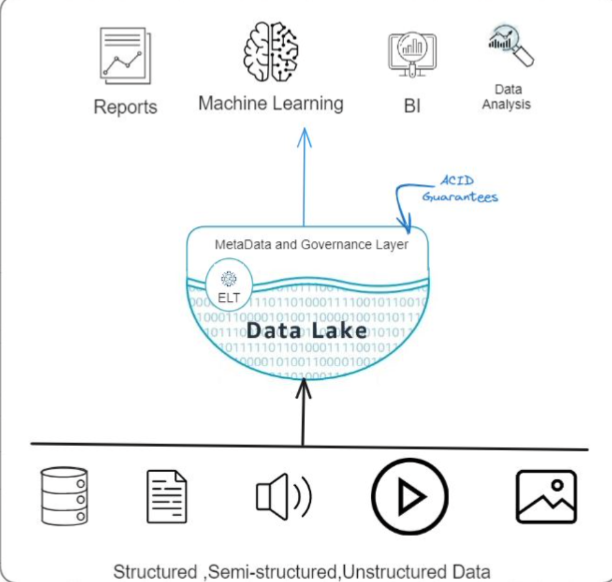 Reports
Machine Learning
BI
Data
Analysis
ACID
Guarantees
MetaData and Governance Layer
ELT
Data Lake
Structured ,Semi-structured,Unstructured Data